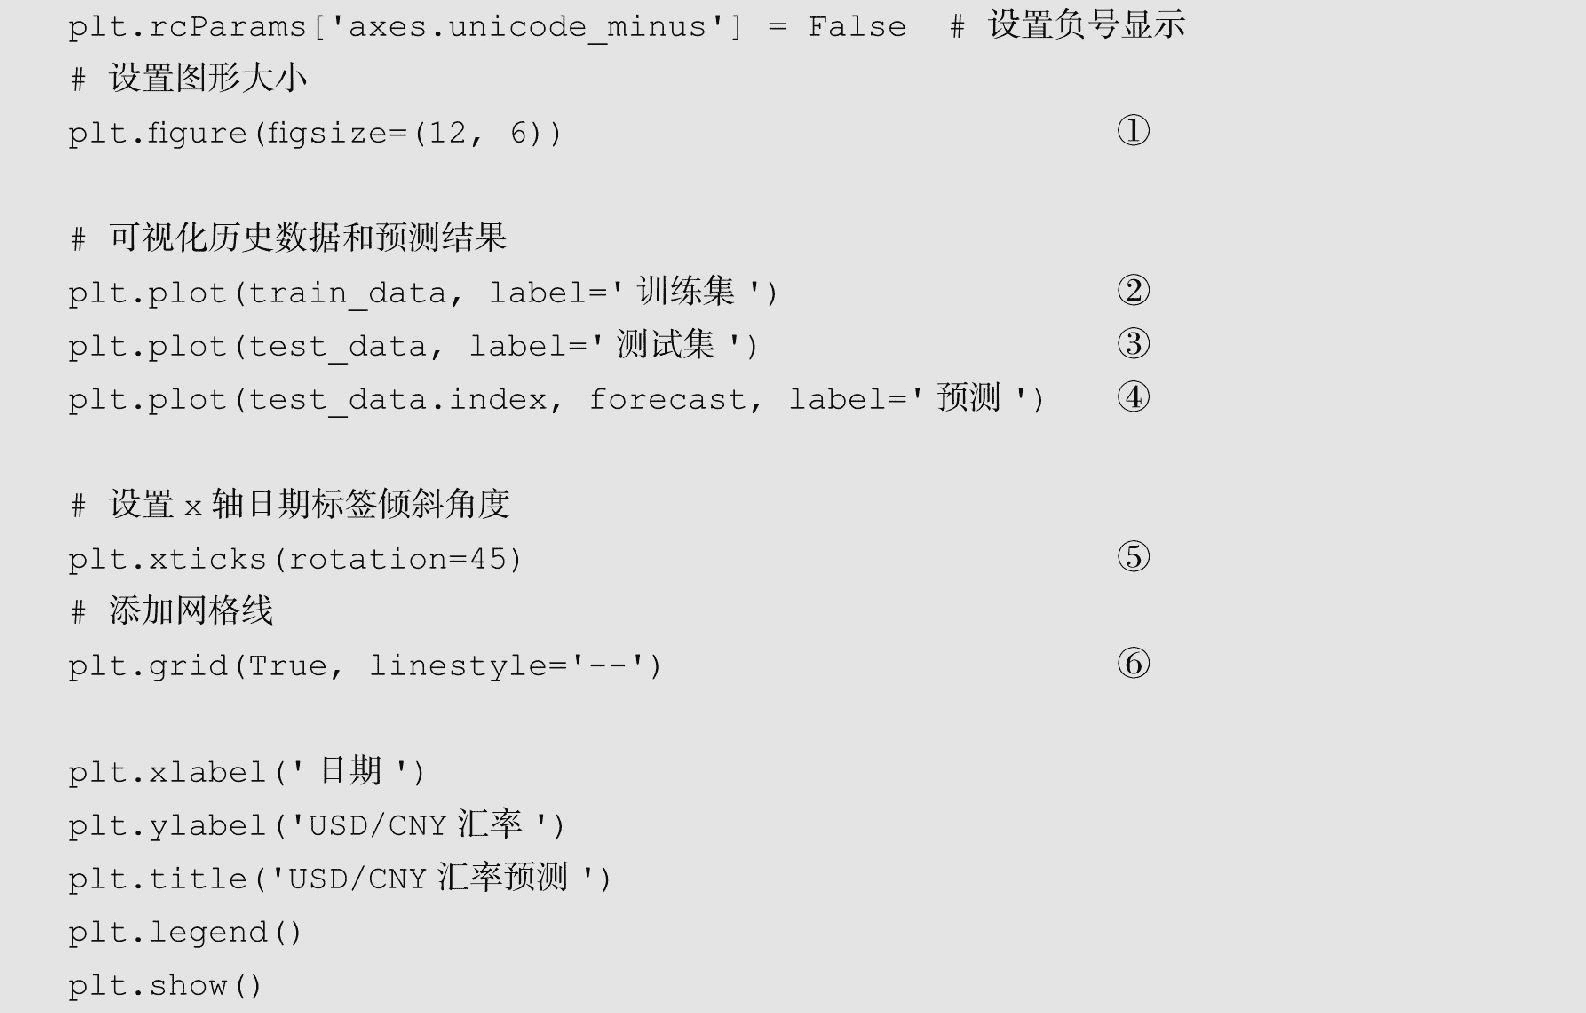 plt.rcParams['axes.unicode_minus'] = False  # 设置负号显示
# 设置图形大小
plt.figure(figsize=(12, 6))  ①
# 可视化历史数据和预测结果
plt.plot(train_data, label='训练集')  ②
plt.plot(test_data, label='测试集')  ③
plt.plot(test_data.index, forecast, label='预测')  ④
# 设置 x 轴日期标签倾斜角度
plt.xticks(rotation=45)  ⑤
# 添加网格线
plt.grid(True, linestyle='--')  ⑥
plt.xlabel('日期')
plt.ylabel('USD/CNY 汇率')
plt.title('USD/CNY 汇率预测')
plt.legend()
plt.show()